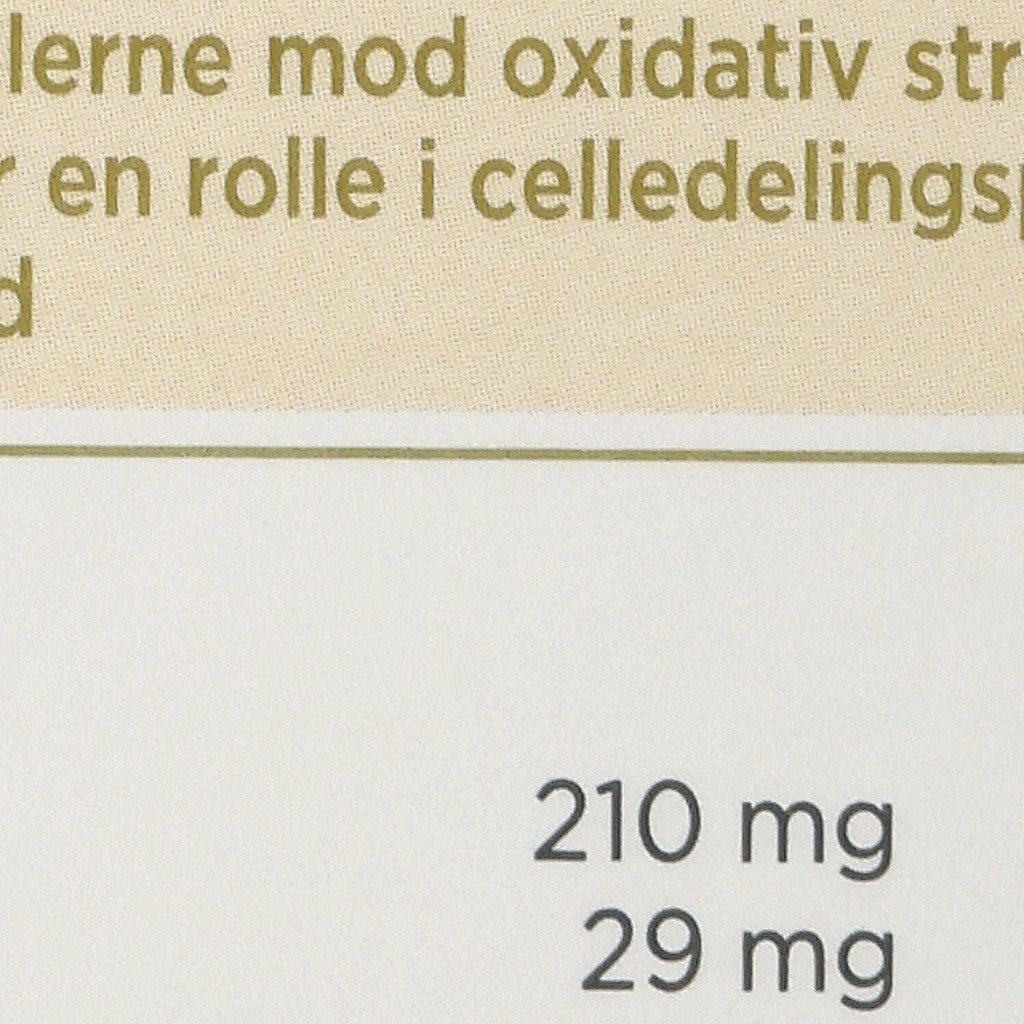 lerne mod oxidativ str
r en rolle i celledelingsp
d
210 mg
29 mg